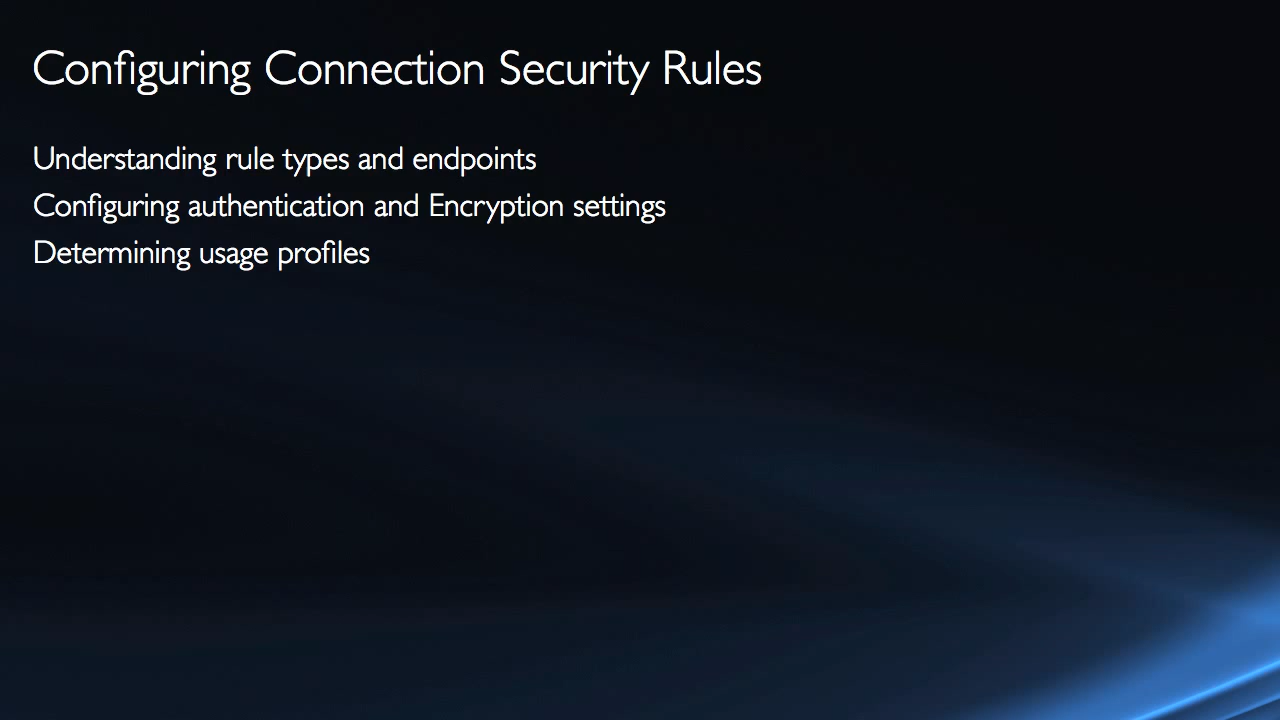 Configuring Connection Security Rules
Understanding rule types and endpoints
Configuring authentication and Encryption settings
Determining usage profiles